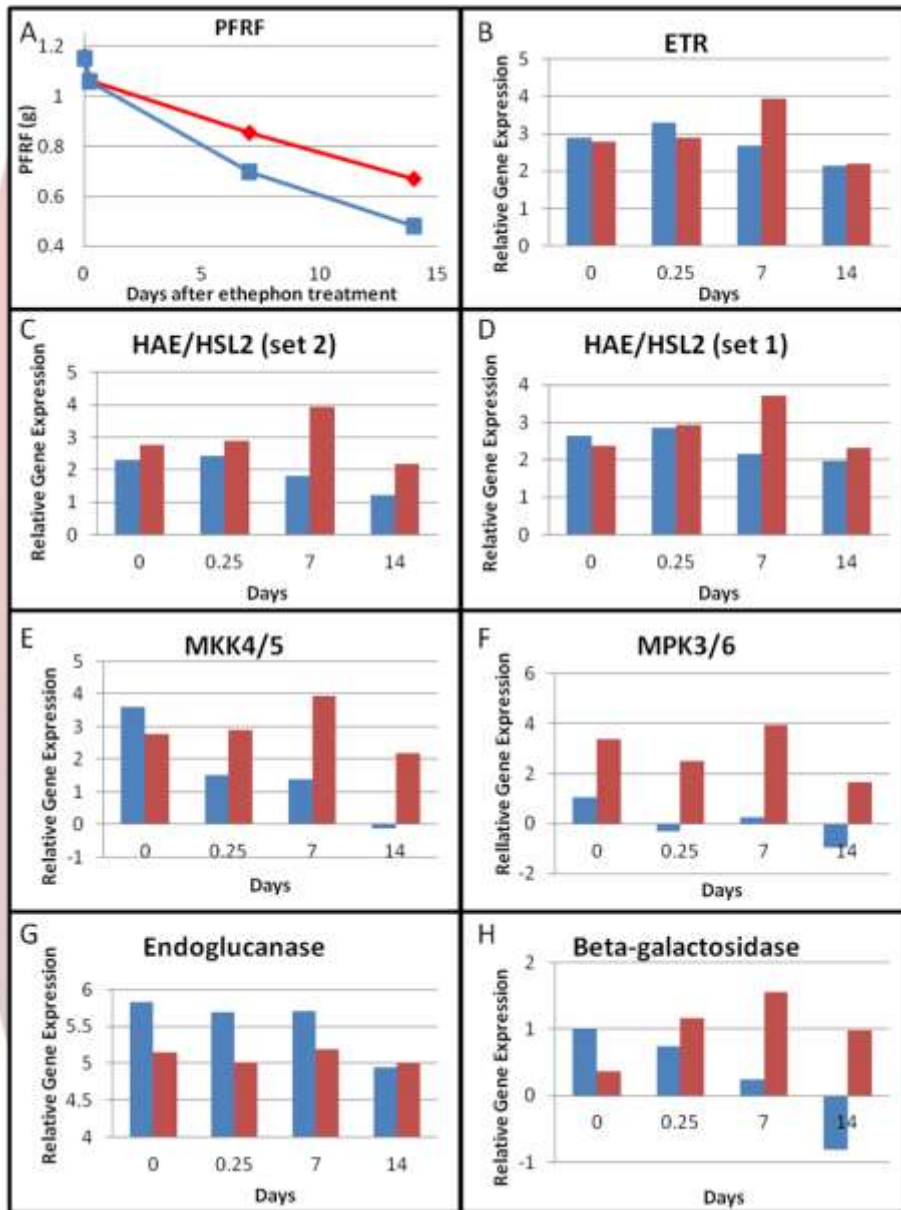 A
PFRF
1.2
1
0.8
0.6
0.4
PFRF (g)
0 5 10 15
Days after ethephon treatment
B
ETR
5
4
3
2
1
0
Relative Gene Expression
0 0.25 7 14
Days
C
HAE/HSL2 (set 2)
5
4
3
2
1
0
Relative Gene Expression
0 0.25 7 14
Days
D
HAE/HSL2 (set 1)
4
3
2
1
0
Relative Gene Expression
0 0.25 7 14
Days
E
MKK4/5
5
4
3
2
1
0
-1
Relative Gene Expression
0 0.25 7 14
Days
F
MPK3/6
6
4
2
0
-2
Rellative Gene Expression
0 0.25 7 14
Days
G
Endoglucanase
6
5.5
5
4.5
4
Relative Gene Expression
0 0.25 7 14
Days
H
Beta-galactosidase
2
1
0
-1
Relative Gene Expression
0 0.25 7 14
Days